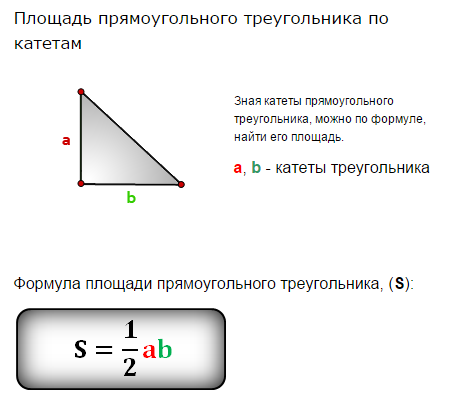 Площадь прямоугольного треугольника по
катетам
Зная катеты прямоугольного
треугольника, можно по формуле,
найти его площадь.
a
a, b - катеты треугольника
b
Формула площади прямоугольного треугольника, (S):
S = 1/2 ab